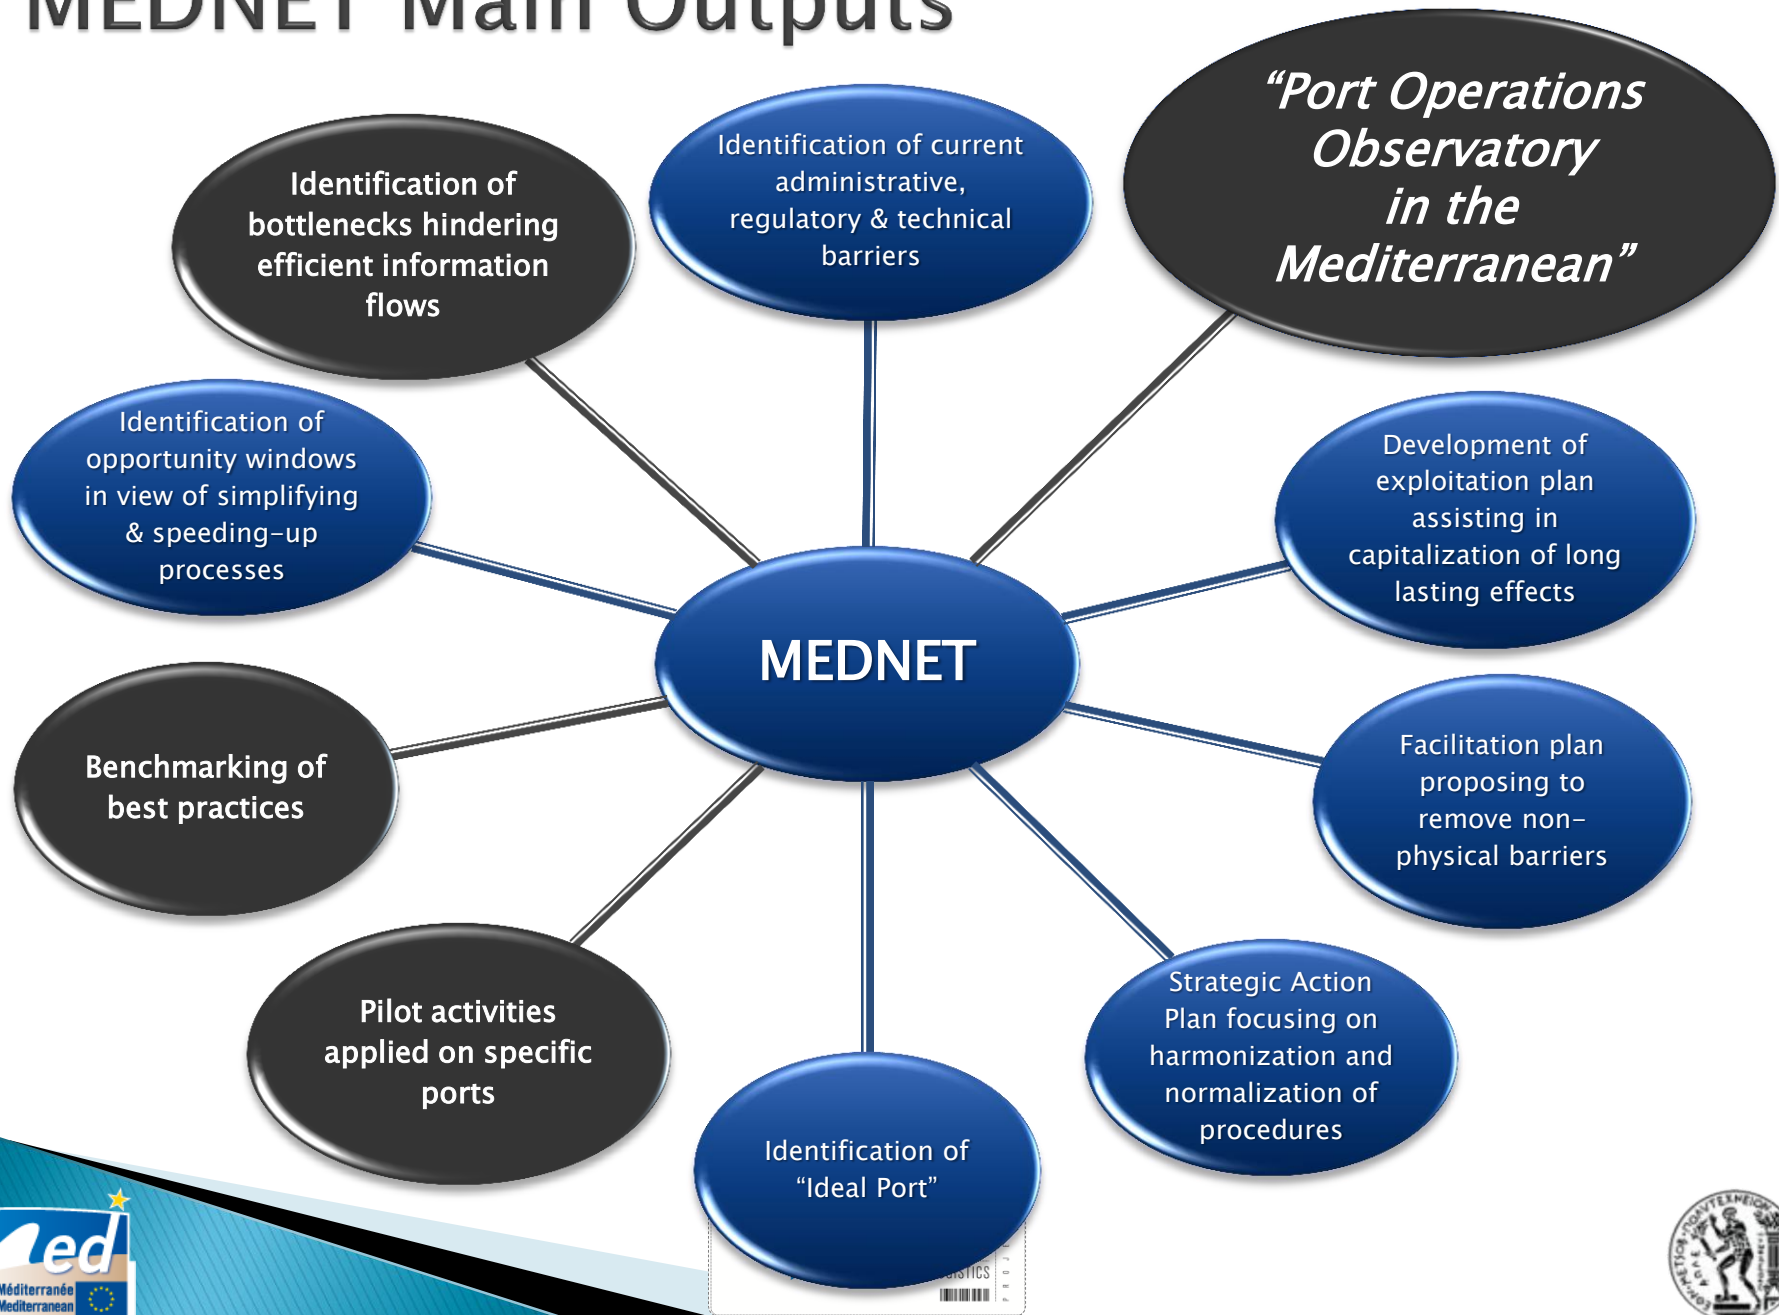 MEDNET Main Outputs
"Port Operations
Observatory
in the
Mediterranean"
Identification of current
administrative,
regulatory & technical
barriers
Identification of
bottlenecks hindering
efficient information
flows
Identification of
opportunity windows
in view of simplifying
& speeding-up
processes
Development of
exploitation plan
assisting in
capitalization of long
lasting effects
MEDNET
Benchmarking of
best practices
Facilitation plan
proposing to
remove non-
physical barriers
Pilot activities
applied on specific
ports
Strategic Action
Plan focusing on
harmonization and
normalization of
procedures
Identification of
"Ideal Port"
Med
Méditerranée
Mediterranean